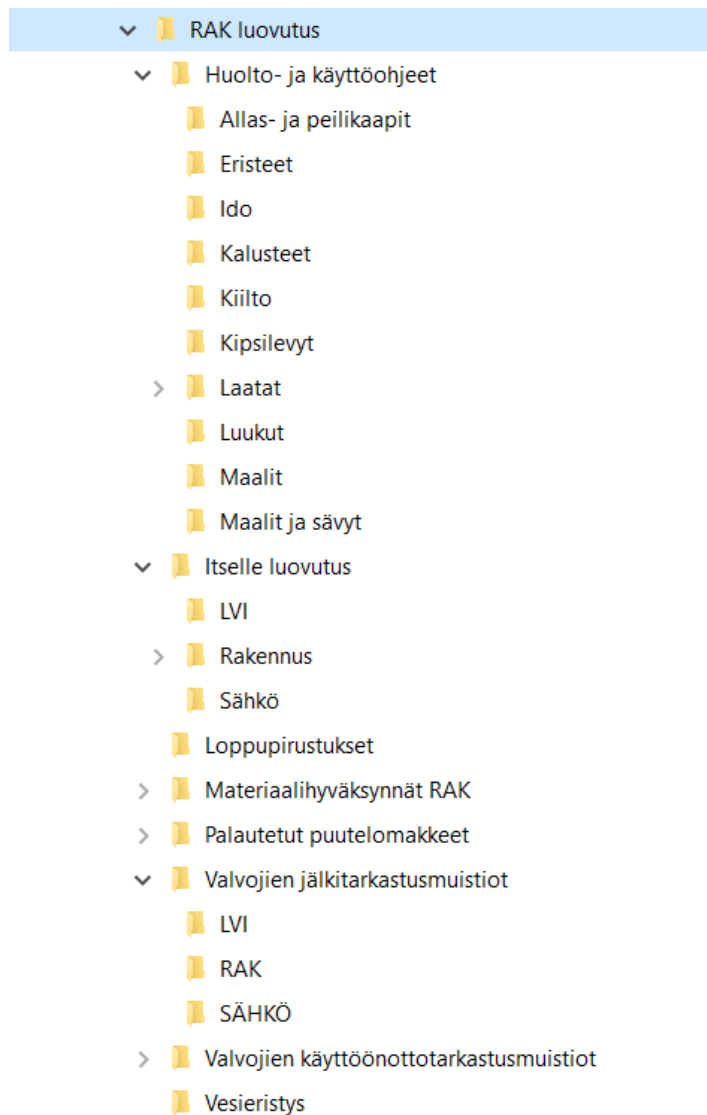 RAK luovutus
Huolto- ja käyttöohjeet
Allas- ja peilikaapit
Eristeet
Ido
Kalusteet
Kiilto
Kipsilevyt
Laatat
Luukut
Maalit
Maalit ja sävyt
Itselle luovutus
LVI
Rakennus
Sähkö
Loppupirustukset
Materiaalihyväksynnät RAK
Palautetut puutelomakkeet
Valvojien jälkitarkastusmuistiot
LVI
RAK
SÄHKÖ
Valvojien käyttöönottotarkastusmuistiot
Vesieristys